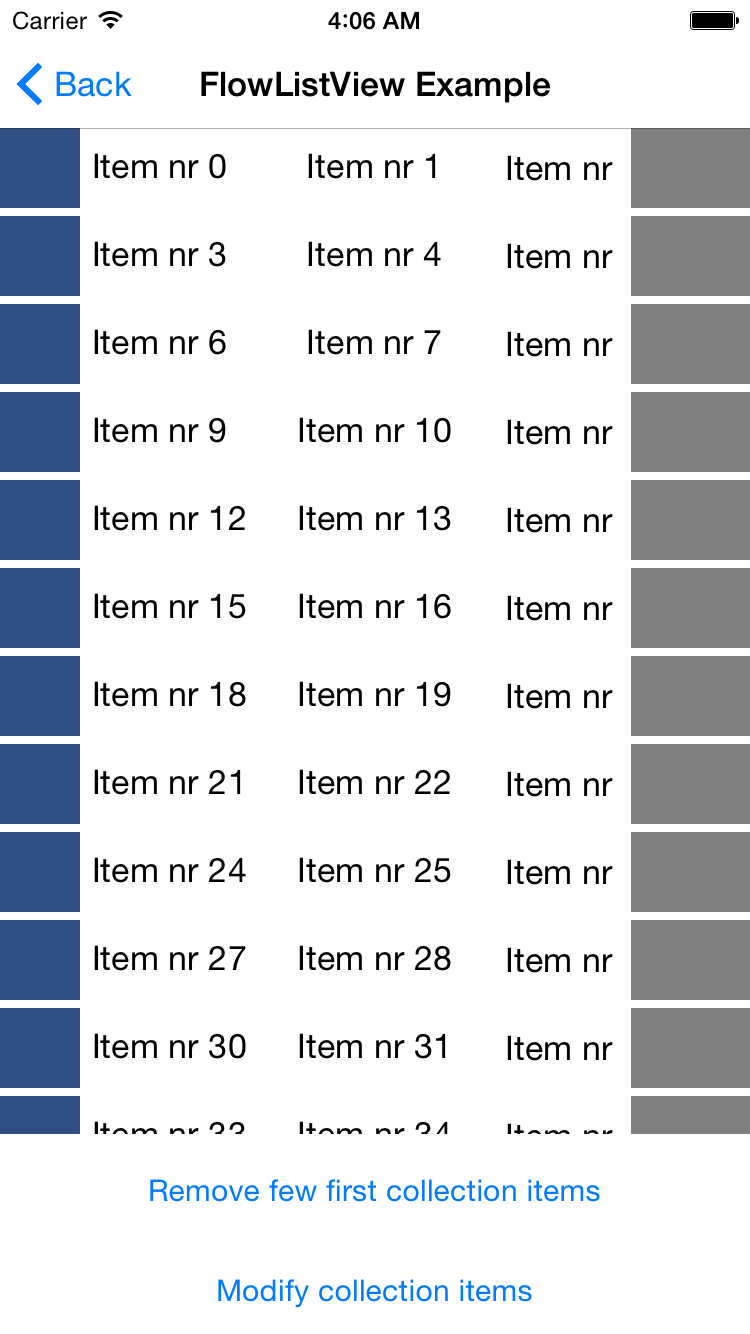 Carrier 4:06 AM
Back FlowListView Example
Item nr 0 Item nr 1 Item nr
Item nr 3 Item nr 4 Item nr
Item nr 6 Item nr 7 Item nr
Item nr 9 Item nr 10 Item nr
Item nr 12 Item nr 13 Item nr
Item nr 15 Item nr 16 Item nr
Item nr 18 Item nr 19 Item nr
Item nr 21 Item nr 22 Item nr
Item nr 24 Item nr 25 Item nr
Item nr 27 Item nr 28 Item nr
Item nr 30 Item nr 31 Item nr
Item nr 33 Item nr 34 Item nr
Remove few first collection items
Modify collection items